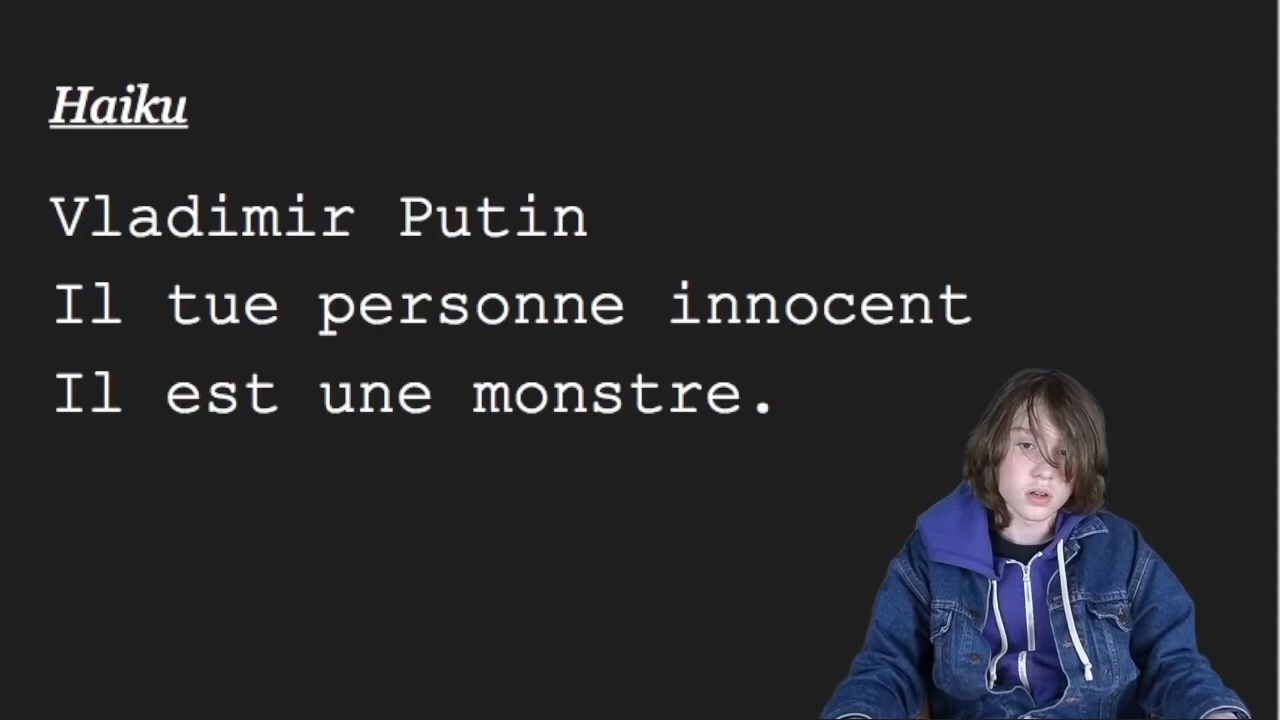 Haiku
Vladimir Putin
Il tue personne innocent
Il est une monstre.